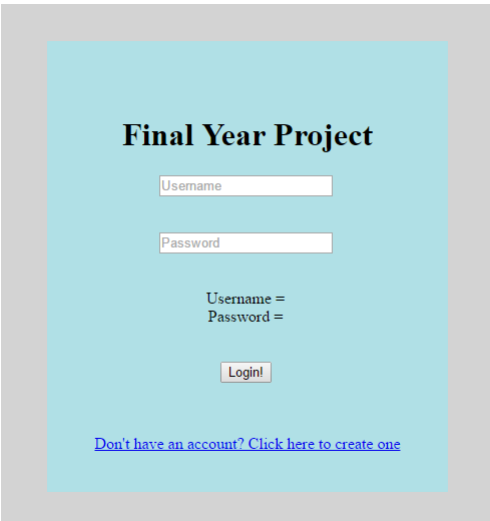 Final Year Project
Username
Password
Username =
Password =
Login!
Don't have an account? Click here to create one